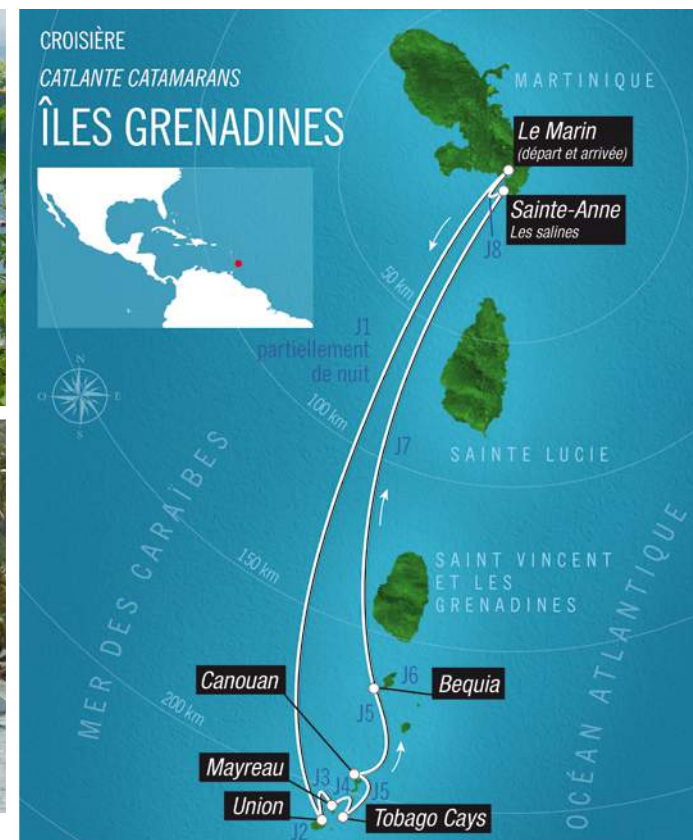 CROISIÈRE
CATLANTE CATAMARANS
ÎLES GRENADINES
MARTINIQUE
Le Marin
(départ et arrivée)
Sainte-Anne
Les salines
J8
50 km
J1
partiellement
de nuit
N
O
E
S
100 km
J7
SAINTE LUCIE
MER DES CARAÏBES
150 km
SAINT VINCENT
ET LES
GRENADINES
OCÉAN ATLANTIQUE
Canouan
J6
Bequia
J5
200 km
Mayreau
J3
J4
J5
Union
J2
Tobago Cays